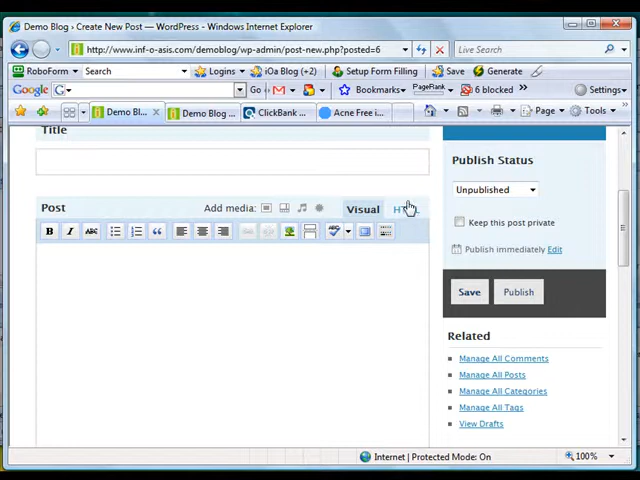 Demo Blog › Create New Post — WordPress - Windows Internet Explorer
http://www.inf-o-asis.com/demoblog/wp-admin/post-new.php?posted=6
Live Search
RoboForm Search Logins iOa Blog (+2) Setup Form Filling Save Generate
Google G Go Bookmarks PageRank 6 blocked Settings
Demo Bl... Demo Blog ... ClickBank ... Acne Free i... Page Tools
Title
Publish Status
Unpublished
Post Add media: Visual
B I ABC ABC
Keep this post private
Publish immediately Edit
Save Publish
Related
Manage All Comments
Manage All Posts
Manage All Categories
Manage All Tags
View Drafts
Internet | Protected Mode: On 100%